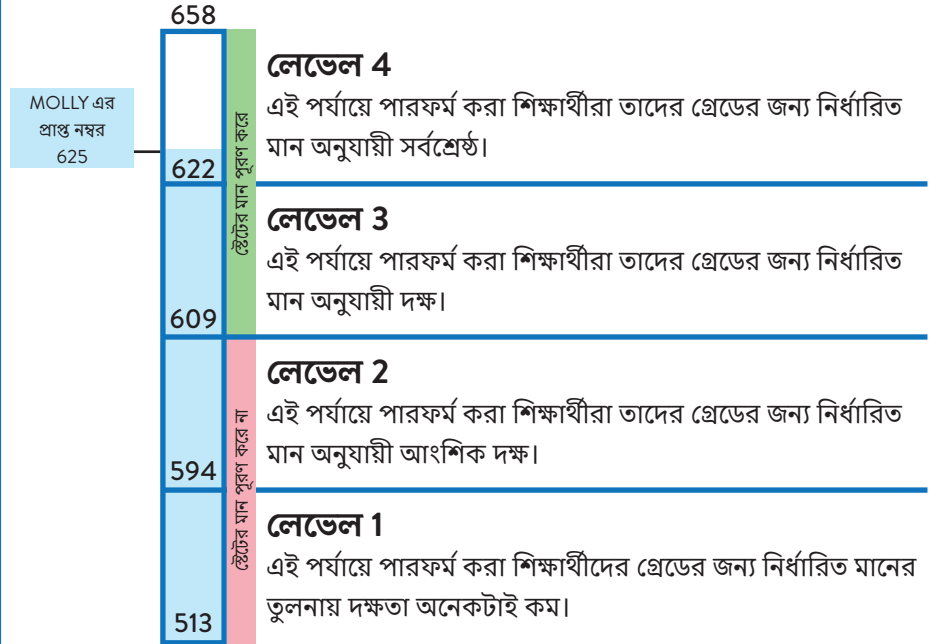 658
MOLLY এর
প্রাপ্ত নম্বর
625
স্টেটের মান পূরণ করে
লেভেল 4
এই পর্যায়ে পারফর্ম করা শিক্ষার্থীরা তাদের গ্রেডের জন্য নির্ধারিত
মান অনুযায়ী সর্বশ্রেষ্ঠ।
622
লেভেল 3
এই পর্যায়ে পারফর্ম করা শিক্ষার্থীরা তাদের গ্রেডের জন্য নির্ধারিত
মান অনুযায়ী দক্ষ।
609
স্টেটের মান পূরণ করে না
লেভেল 2
এই পর্যায়ে পারফর্ম করা শিক্ষার্থীরা তাদের গ্রেডের জন্য নির্ধারিত
মান অনুযায়ী আংশিক দক্ষ।
594
লেভেল 1
এই পর্যায়ে পারফর্ম করা শিক্ষার্থীদের গ্রেডের জন্য নির্ধারিত মানের
তুলনায় দক্ষতা অনেকটাই কম।
513